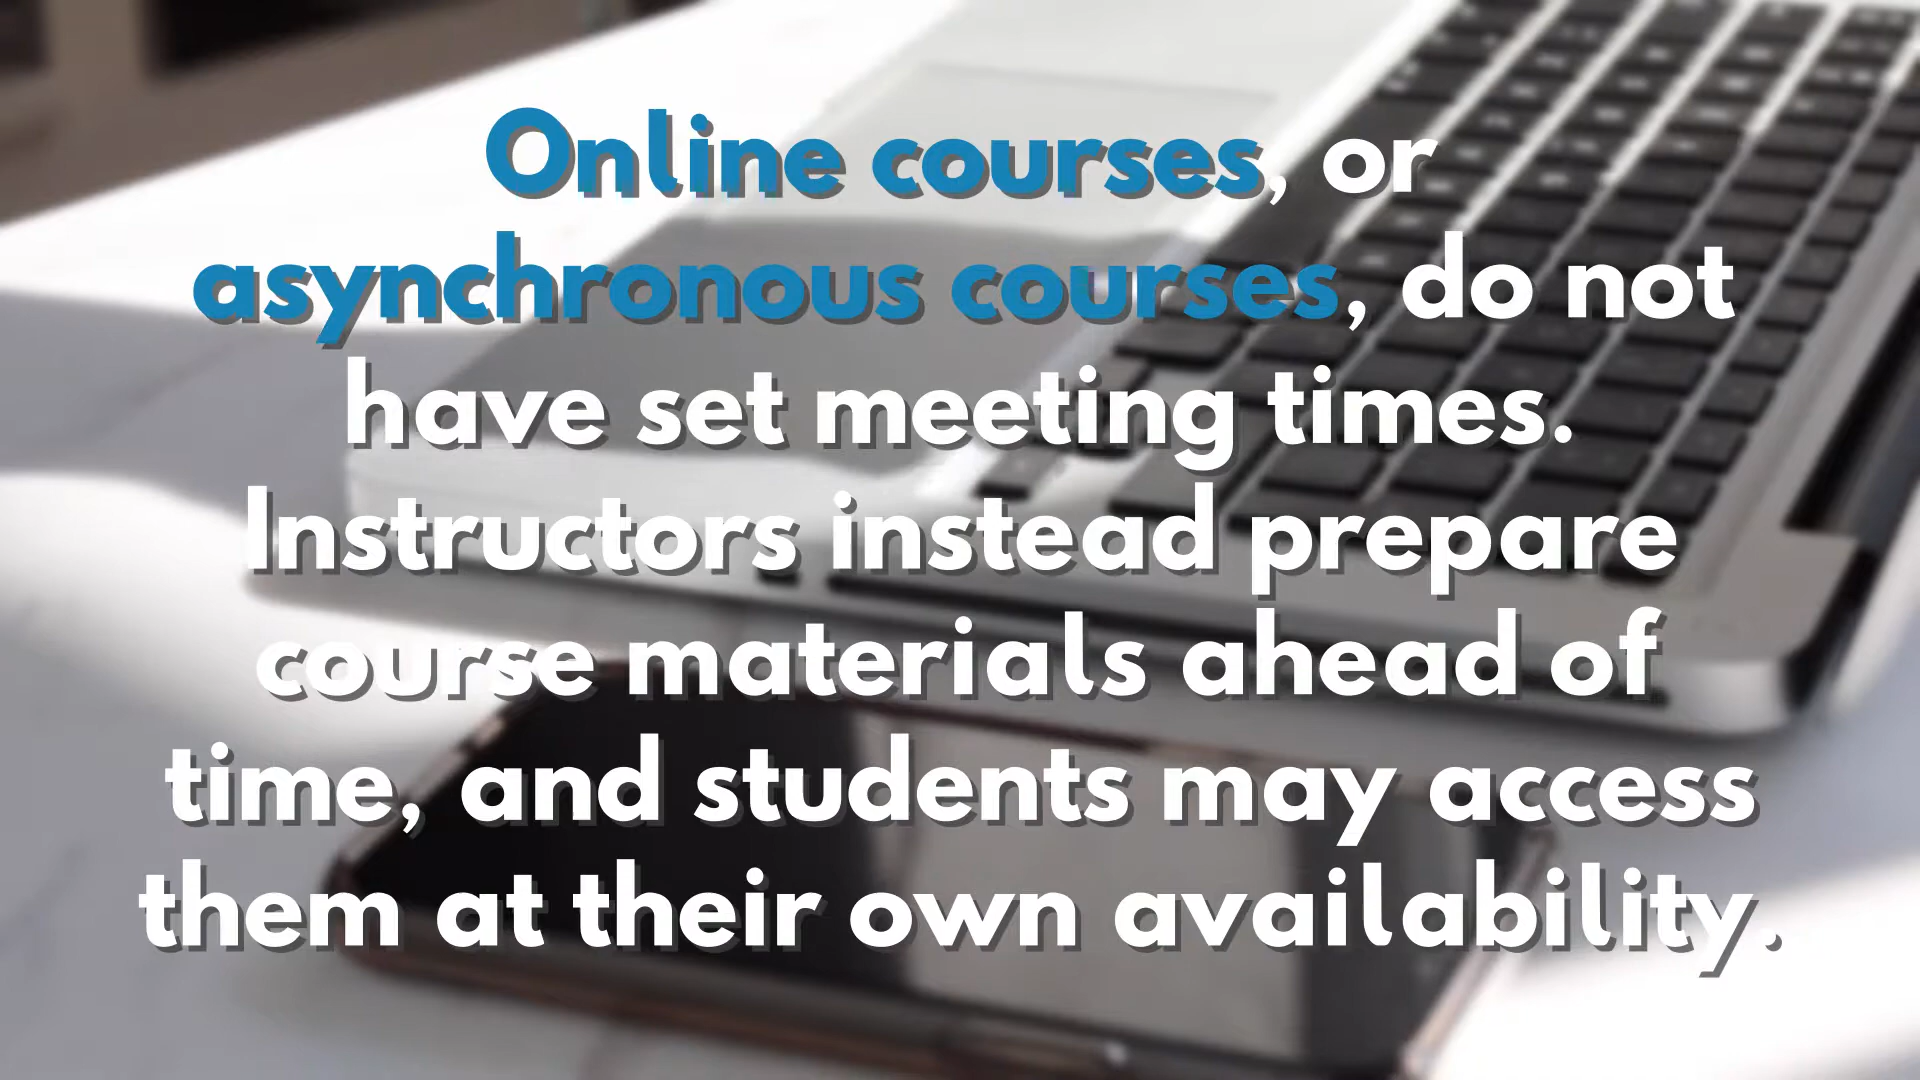 Online courses, or
asynchronous courses, do not
have set meeting times.
Instructors instead prepare
course materials ahead of
time, and students may access
them at their own availability.